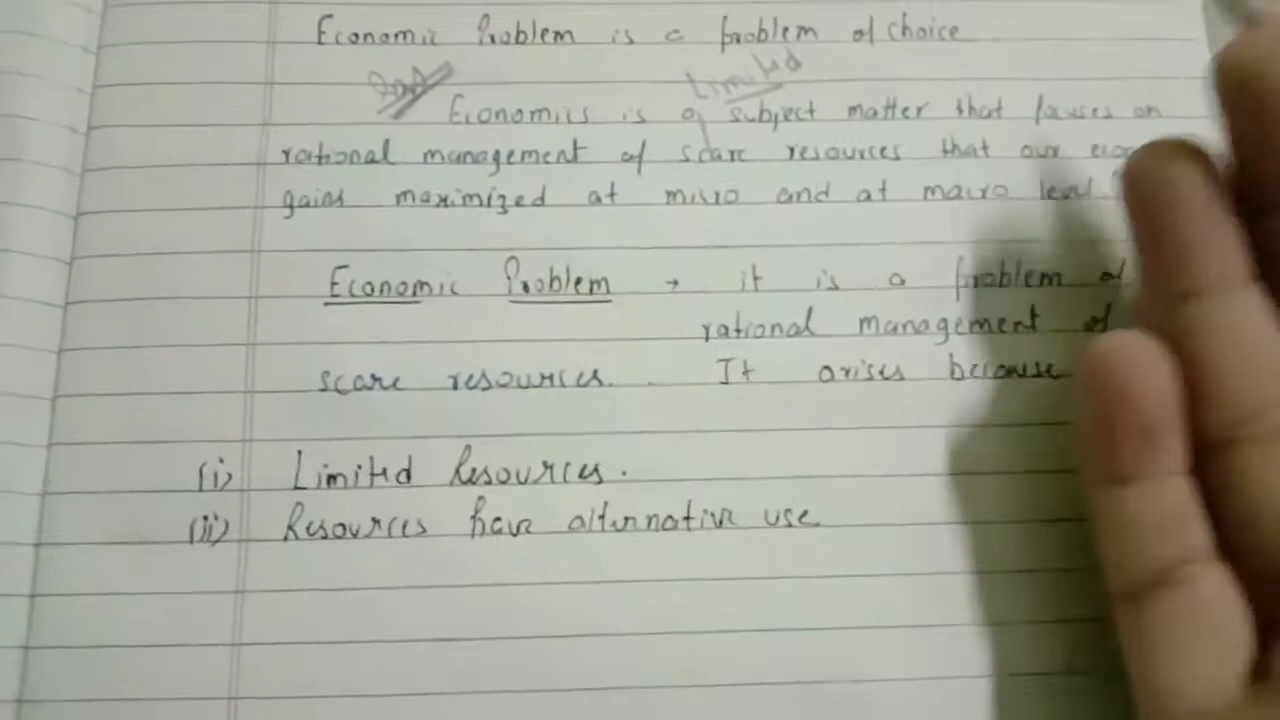 Economic Problem is a problem of choice
Limited
Economics is a subject matter that focuses on
rational management of scare resources that our
gains maximized at micro and at macro level
Economic Problem → it is a problem of
rational management of
scare resources. It arises because
(i) Limited Resources.
(ii) Resources have alternative use